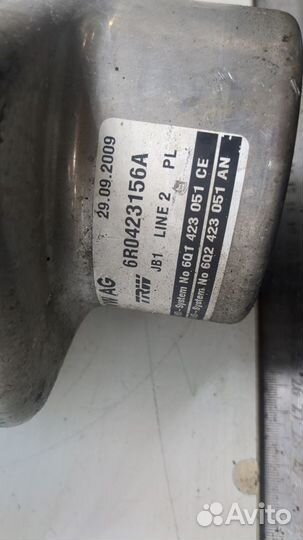 29.09.2009
AG
6R0423156A
TRW JB1 LINE 2 PL
-System No 6Q1 423 051 CE
-System No 6Q2 423 051 AN
Avito